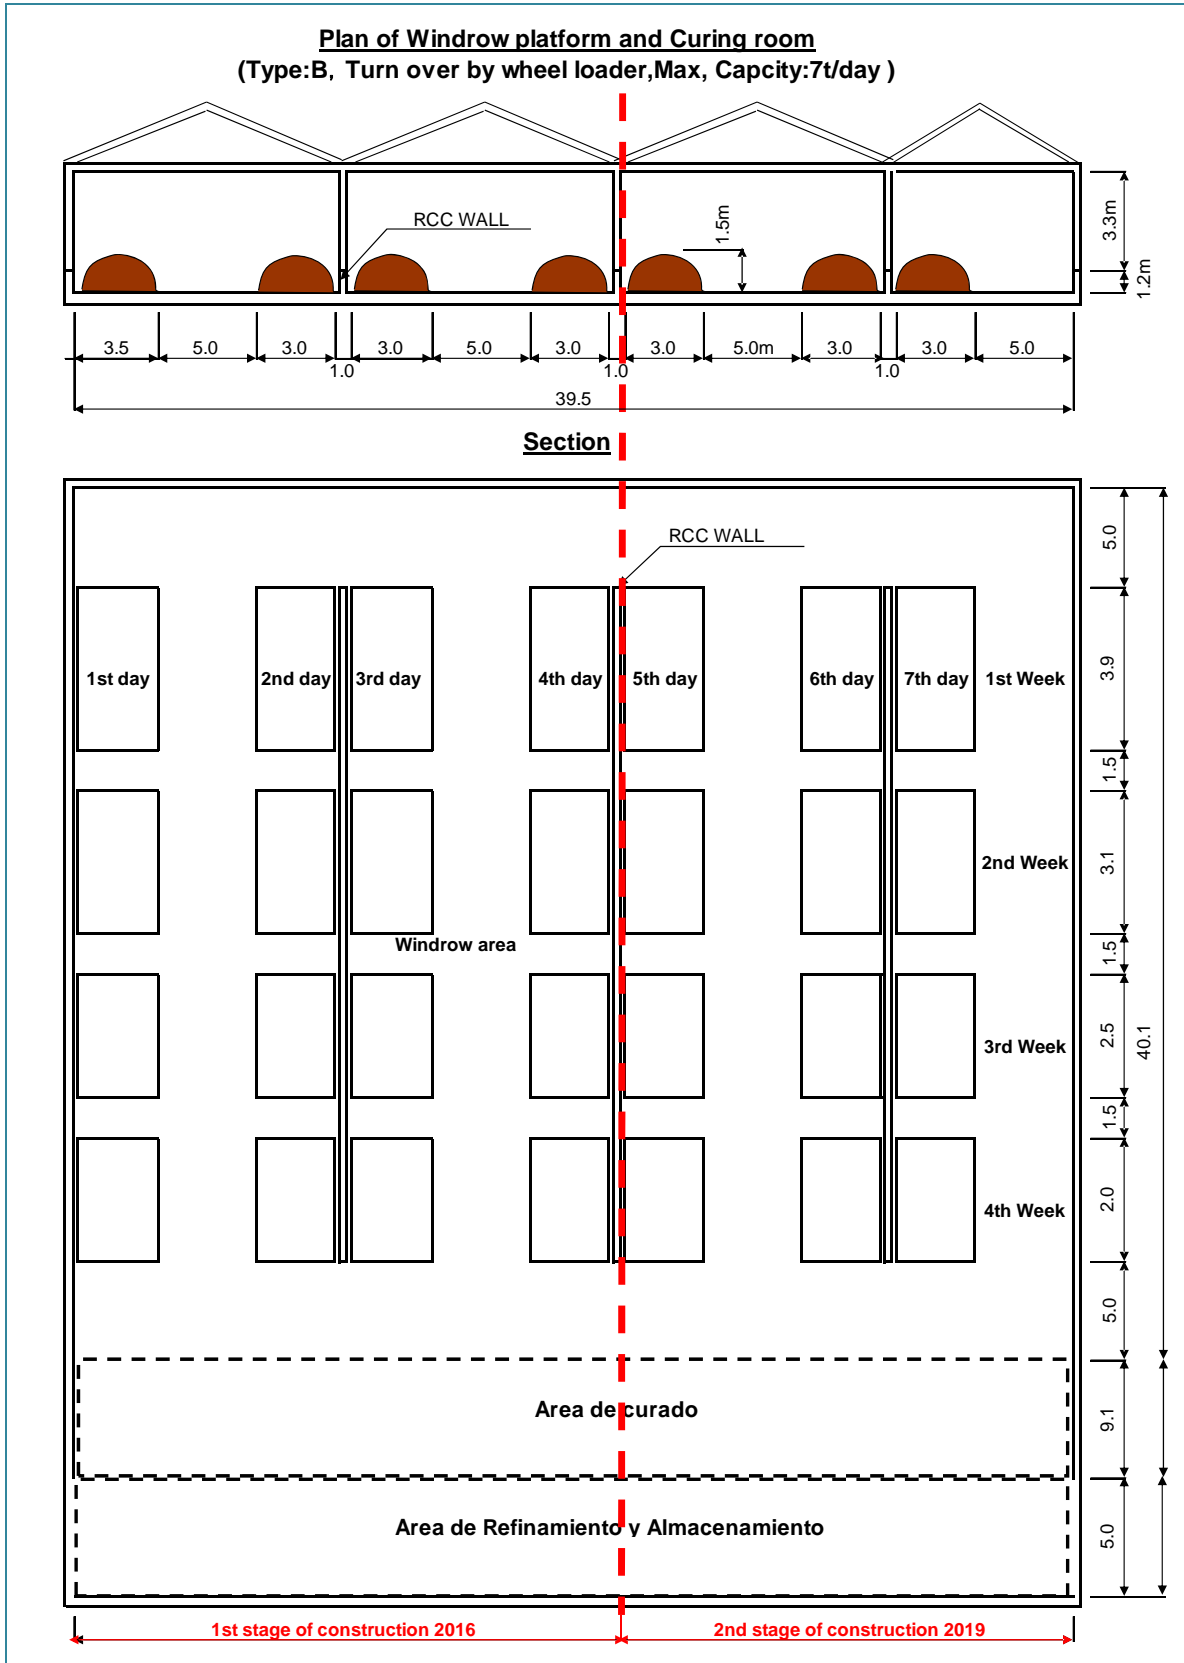 Plan of Windrow platform and Curing room
(Type:B, Turn over by wheel loader,Max, Capcity:7t/day )
RCC WALL
1.5m
3.3m
1.2m
3.5 5.0 3.0 3.0 5.0 3.0 3.0 5.0m 3.0 3.0 5.0
1.0 1.0 1.0
39.5
Section
RCC WALL
5.0
1st day 2nd day 3rd day 4th day 5th day 6th day 7th day 1st Week
3.9
1.5
2nd Week
3.1
Windrow area
1.5
3rd Week
2.5
40.1
1.5
4th Week
2.0
5.0
Area de curado
9.1
Area de Refinamiento y Almacenamiento
5.0
1st stage of construction 2016 2nd stage of construction 2019